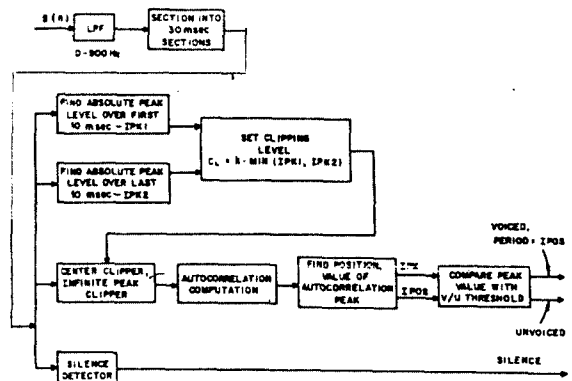 S(n)
LPF
0-900 Hz
SECTION INTO
30 msec
SECTIONS
FIND ABSOLUTE PEAK
LEVEL OVER FIRST
10 msec - IPK1
FIND ABSOLUTE PEAK
LEVEL OVER LAST
10 msec - IPK2
SET CLIPPING
LEVEL
CL = k · MIN (IPK1, IPK2)
CENTER CLIPPER,
INFINITE PEAK
CLIPPER
AUTOCORRELATION
COMPUTATION
FIND POSITION,
VALUE OF
AUTOCORRELATION
PEAK
IPK
IPOS
COMPARE PEAK
VALUE WITH
V/U THRESHOLD
VOICED,
PERIOD = IPOS
UNVOICED
SILENCE
DETECTOR
SILENCE